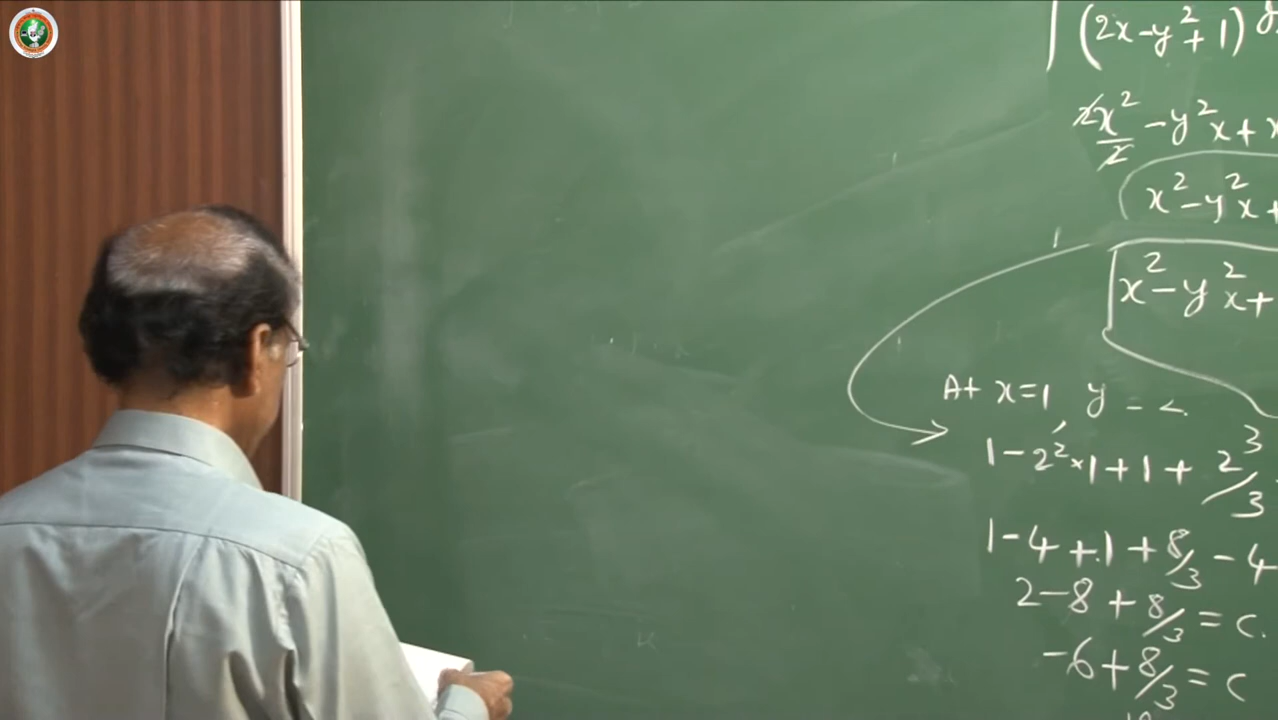 ∫ (2x-y²+1) d
2x²/2 - y²x + x
x² - y²x +
x² - y²x +
At x=1 y = 2
1 - 2²×1 + 1 + 2³/3
1 - 4 + 1 + 8/3 - 4
2 - 8 + 8/3 = c.
-6 + 8/3 = c